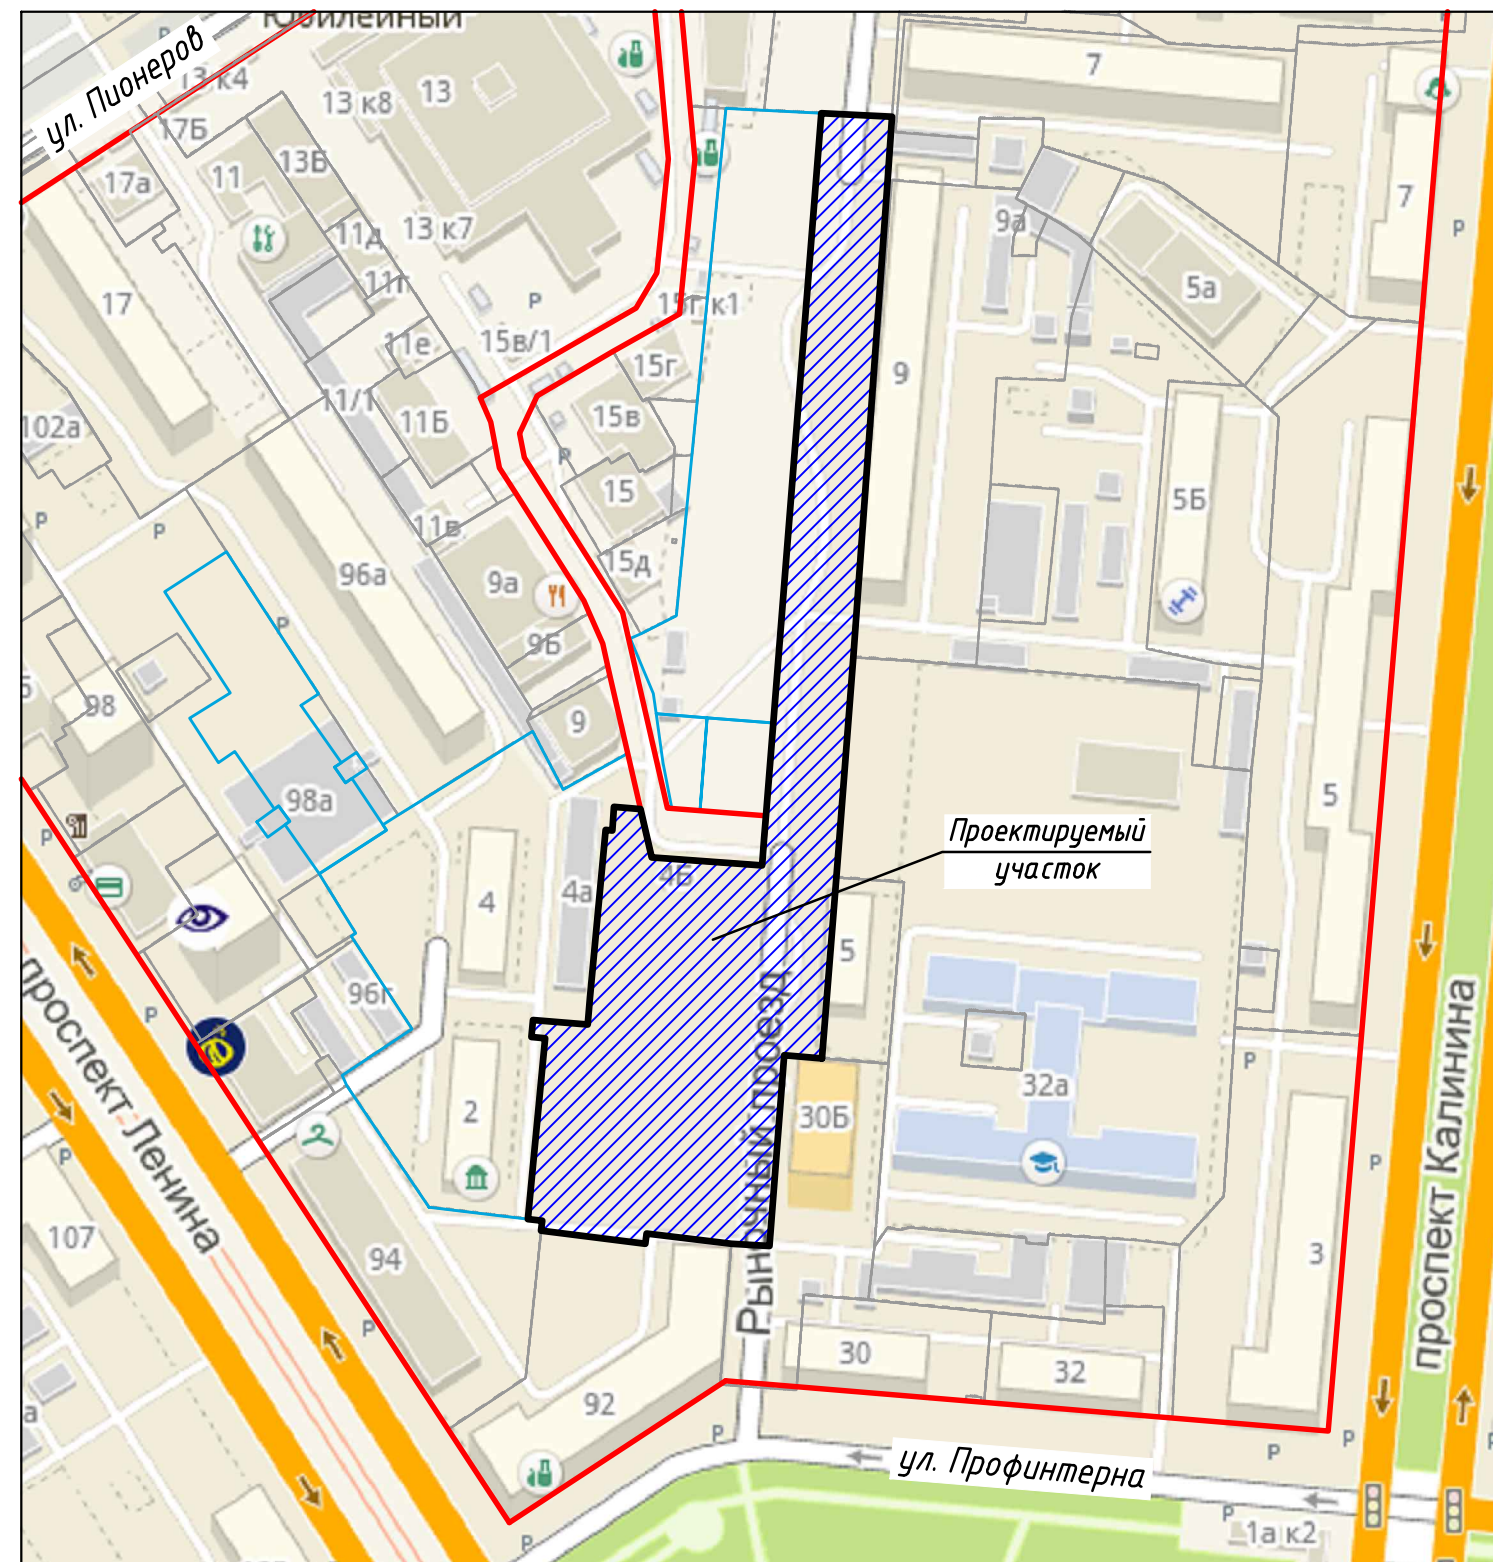 Юбилейный
ул. Пионеров
13 к4
17Б
13 к8
13
7
17а
11
13Б
7
11д
13 к7
9а
11г
Р
5а
17
15г к1
15в/1
11е
15г
9
11/1
102а
11Б
15в
Р
15
5Б
11в
Р
Р
96а
9а
15д
Р
9Б
98
9
98а
5
Р
Проектируемый
участок
4Б
4
4а
5
96г
Р
проспект Ленина
Рыночный проезд
проспект Калинина
32а
Р
2
30Б
Р
Р
107
94
3
Р
30
32
92
Р
Р
Р
ул. Профинтерна
Р
1а к2
Р